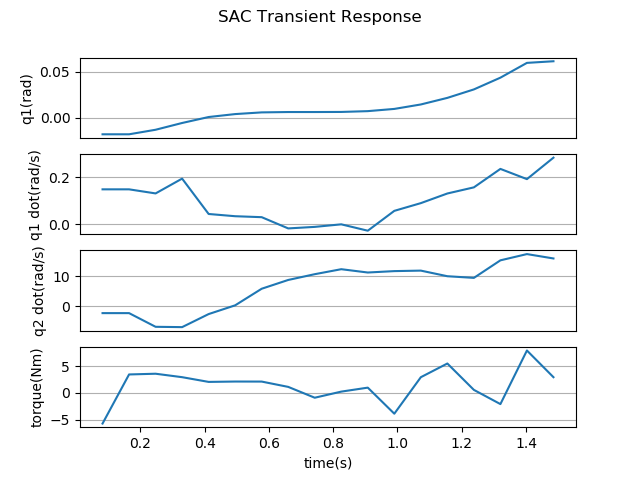 SAC Transient Response
q1(rad)
0.05
0.00
q1 dot(rad/s)
0.2
0.0
q2 dot(rad/s)
10
0
torque(Nm)
5
0
−5
0.2 0.4 0.6 0.8 1.0 1.2 1.4
time(s)